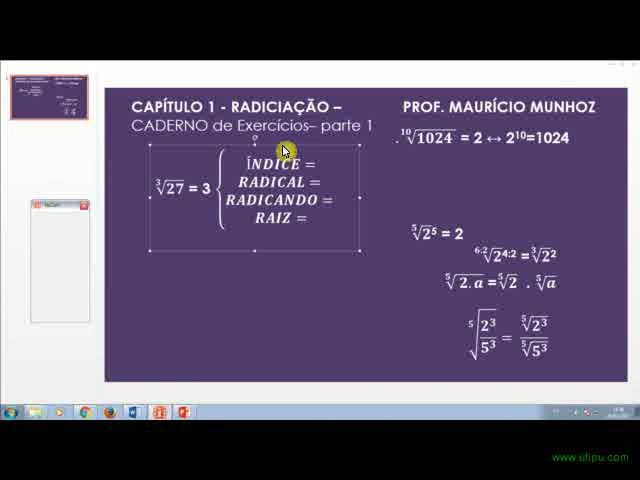 CAPÍTULO 1 - RADICIAÇÃO –
CADERNO de Exercícios– parte 1
∛27 = 3
ÍNDICE =
RADICAL =
RADICANDO =
RAIZ =
PROF. MAURÍCIO MUNHOZ
. ¹⁰√1024 = 2 ↔ 2¹⁰=1024
⁵√2⁵ = 2
⁶˸²√2⁴˸² = ³√2²
⁵√2.a = ⁵√2 . ⁵√a
⁵√(2³/5³) = ⁵√2³/⁵√5³
www.ufipu.com